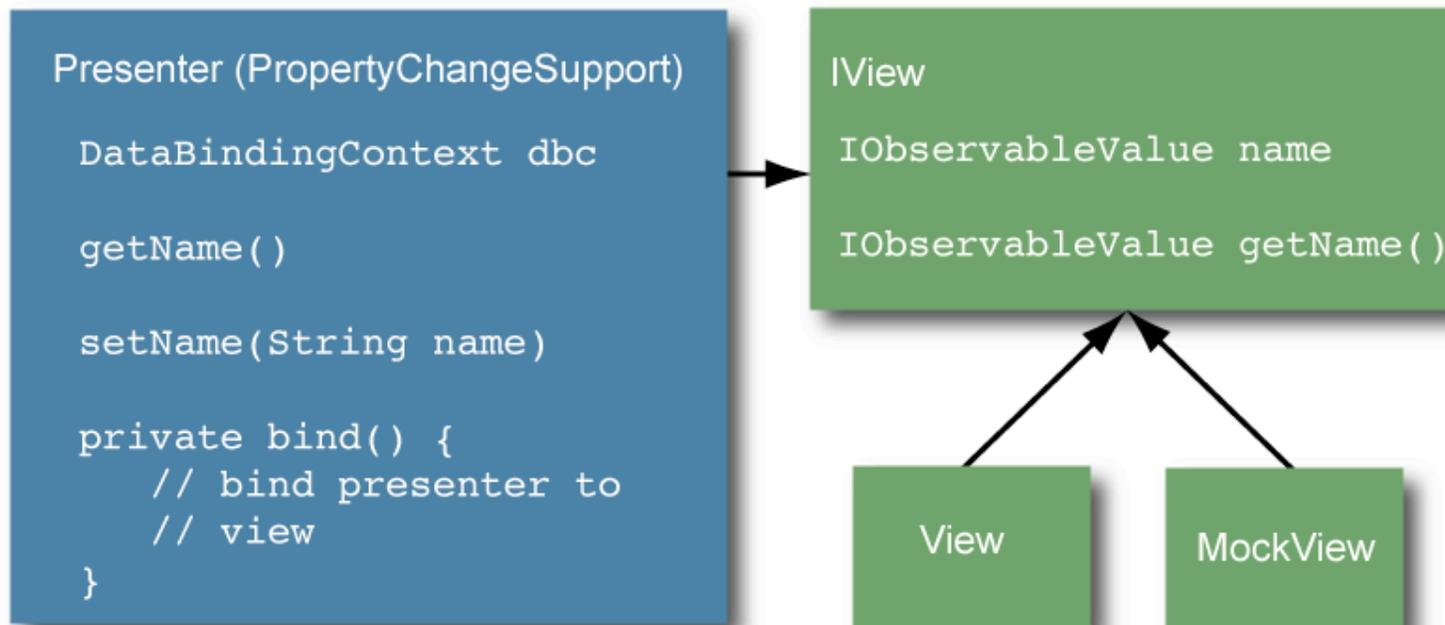 Presenter (PropertyChangeSupport)
DataBindingContext dbc
getName()
setName(String name)
private bind() {
// bind presenter to
// view
}
IView
IObservableValue name
IObservableValue getName()
View
MockView